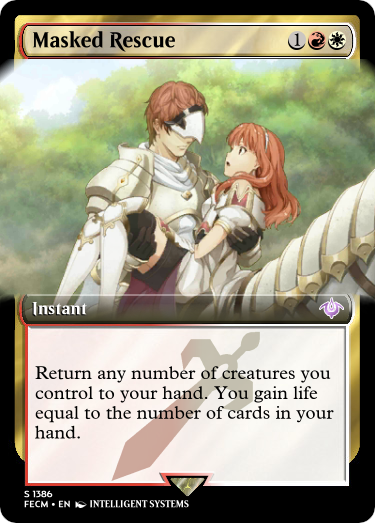 Masked Rescue 1
Instant
Return any number of creatures you
control to your hand. You gain life
equal to the number of cards in your
hand.
S 1386
FECM • EN INTELLIGENT SYSTEMS